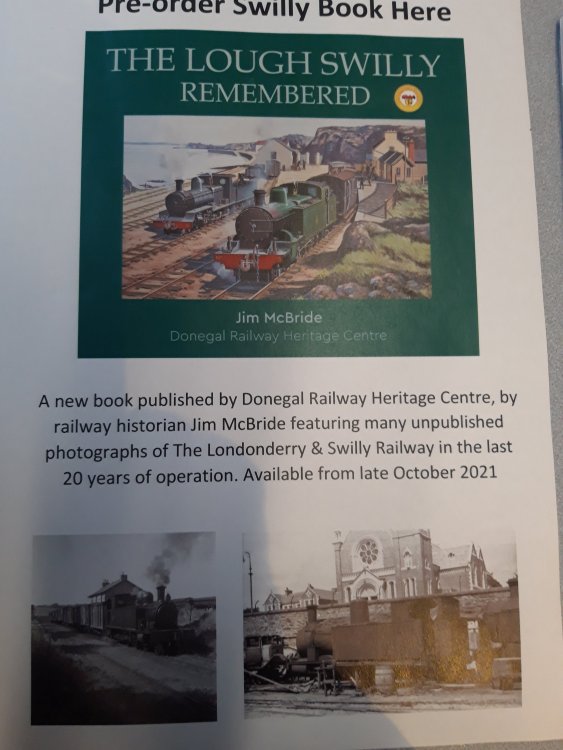 Pre-order Swilly Book Here
THE LOUGH SWILLY
REMEMBERED
Jim McBride
Donegal Railway Heritage Centre
A new book published by Donegal Railway Heritage Centre, by
railway historian Jim McBride featuring many unpublished
photographs of The Londonderry & Swilly Railway in the last
20 years of operation. Available from late October 2021